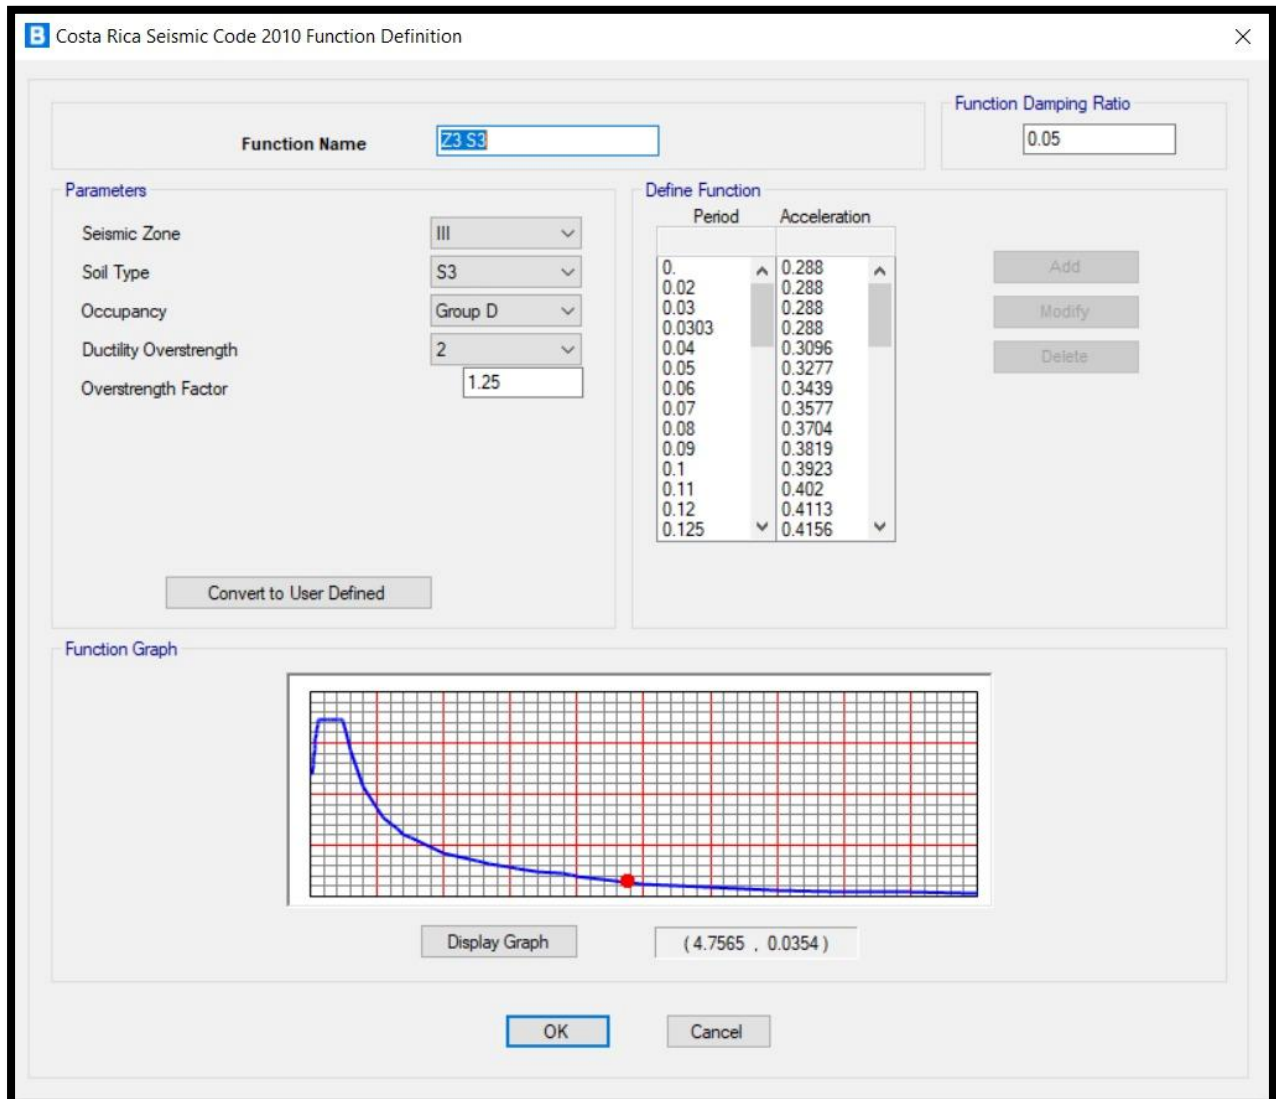 B Costa Rica Seismic Code 2010 Function Definition
Function Damping Ratio
Function Name Z3 S3 0.05
Parameters
Seismic Zone III
Soil Type S3
Occupancy Group D
Ductility Overstrength 2
Overstrength Factor 1.25
Convert to User Defined
Define Function
Period Acceleration
0. 0.288
0.02 0.288
0.03 0.288
0.0303 0.288
0.04 0.3096
0.05 0.3277
0.06 0.3439
0.07 0.3577
0.08 0.3704
0.09 0.3819
0.1 0.3923
0.11 0.402
0.12 0.4113
0.125 0.4156
Add
Modify
Delete
Function Graph
Display Graph ( 4.7565 , 0.0354 )
OK Cancel